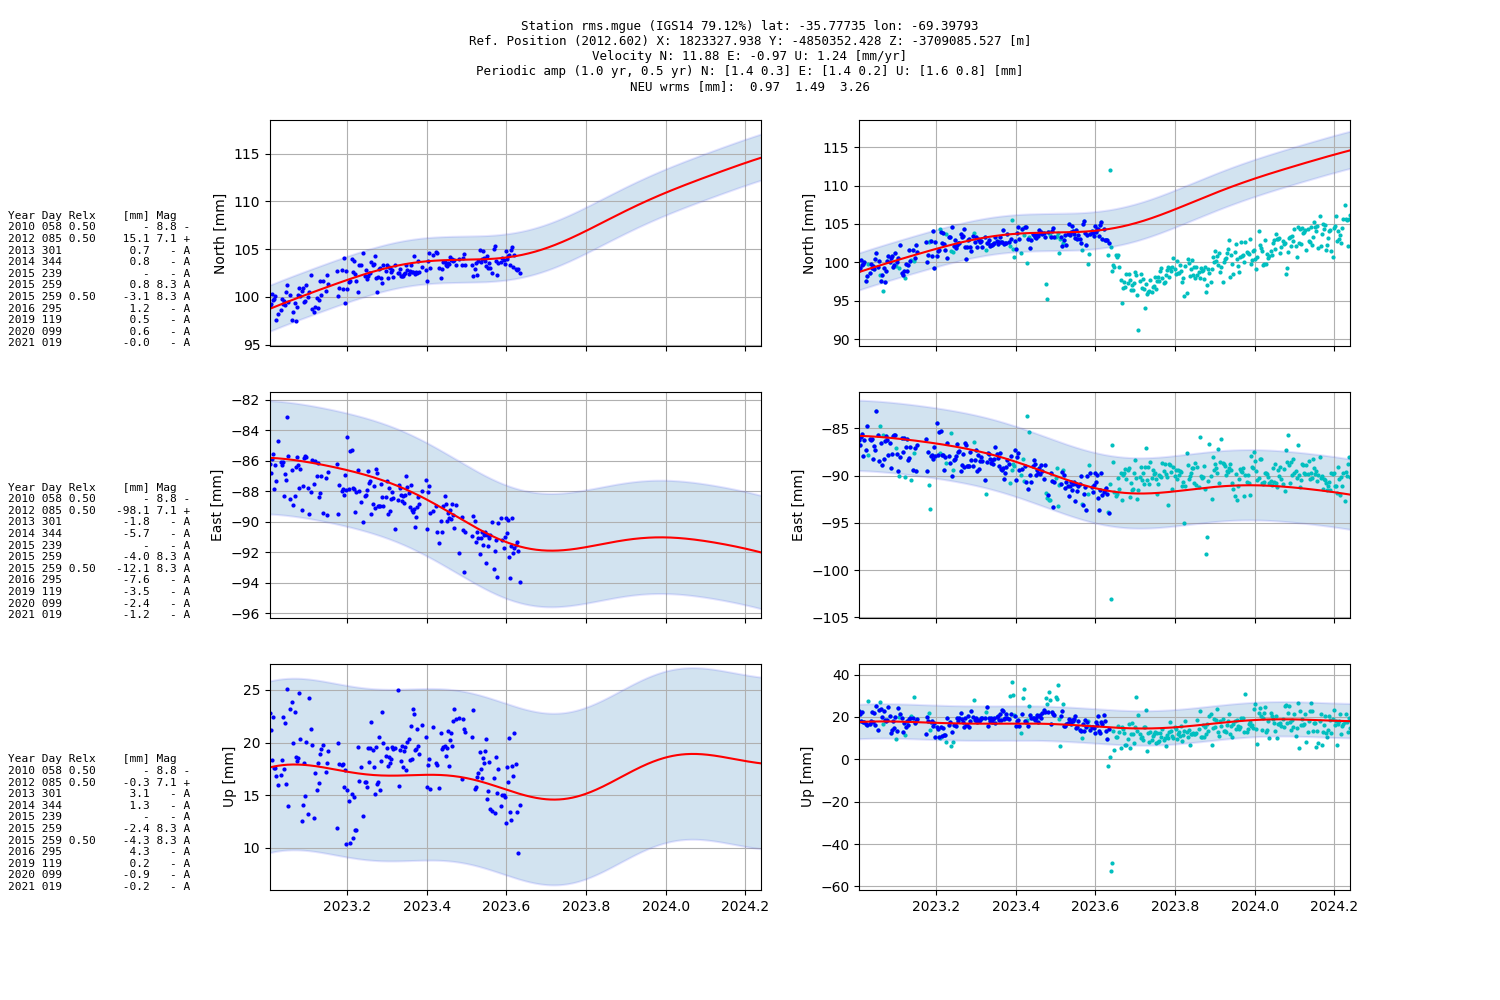 Station rms.mgue (IGS14 79.12%) lat: -35.77735 lon: -69.39793
Ref. Position (2012.602) X: 1823327.938 Y: -4850352.428 Z: -3709085.527 [m]
Velocity N: 11.88 E: -0.97 U: 1.24 [mm/yr]
Periodic amp (1.0 yr, 0.5 yr) N: [1.4 0.3] E: [1.4 0.2] U: [1.6 0.8] [mm]
NEU wrms [mm]:  0.97  1.49  3.26
Year Day Relx    [mm] Mag
2010 058 0.50       - 8.8 -
2012 085 0.50    15.1 7.1 +
2013 301          0.7   - A
2014 344          0.8   - A
2015 239            -   - A
2015 259          0.8 8.3 A
2015 259 0.50    -3.1 8.3 A
2016 295          1.2   - A
2019 119          0.5   - A
2020 099          0.6   - A
2021 019         -0.0   - A
North [mm]
115
110
105
100
95
North [mm]
115
110
105
100
95
90
Year Day Relx    [mm] Mag
2010 058 0.50       - 8.8 -
2012 085 0.50   -98.1 7.1 +
2013 301         -1.8   - A
2014 344         -5.7   - A
2015 239            -   - A
2015 259         -4.0 8.3 A
2015 259 0.50   -12.1 8.3 A
2016 295         -7.6   - A
2019 119         -3.5   - A
2020 099         -2.4   - A
2021 019         -1.2   - A
East [mm]
−82
−84
−86
−88
−90
−92
−94
−96
East [mm]
−85
−90
−95
−100
−105
Year Day Relx    [mm] Mag
2010 058 0.50       - 8.8 -
2012 085 0.50    -0.3 7.1 +
2013 301          3.1   - A
2014 344          1.3   - A
2015 239            -   - A
2015 259         -2.4 8.3 A
2015 259 0.50    -4.3 8.3 A
2016 295          4.3   - A
2019 119          0.2   - A
2020 099         -0.9   - A
2021 019         -0.2   - A
Up [mm]
25
20
15
10
2023.2 2023.4 2023.6 2023.8 2024.0 2024.2
Up [mm]
40
20
0
−20
−40
−60
2023.2 2023.4 2023.6 2023.8 2024.0 2024.2